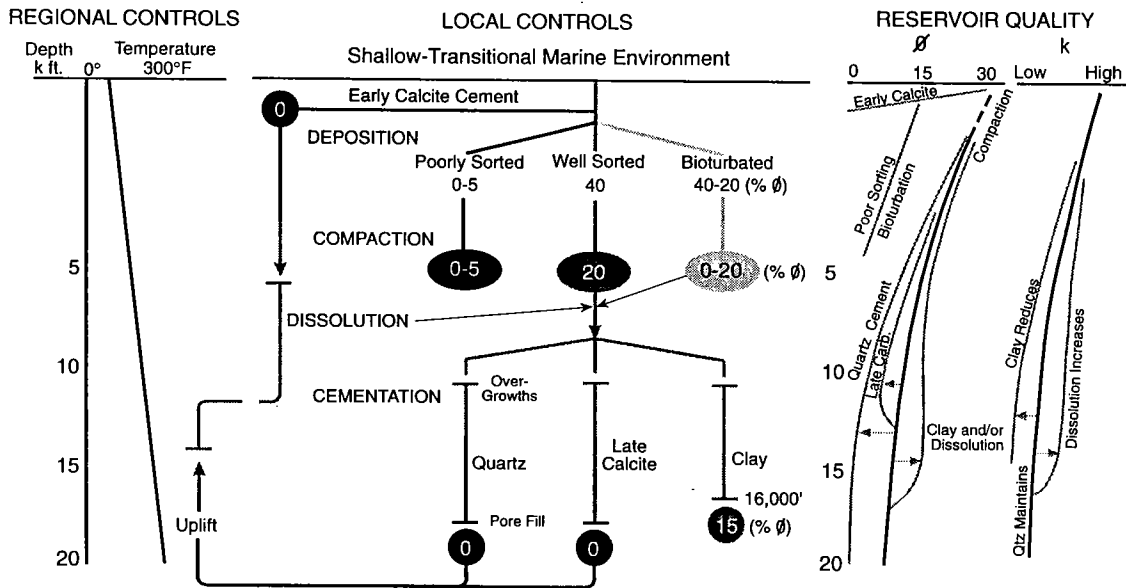 REGIONAL CONTROLS
Depth
k ft.
0°
Temperature
300°F
5
10
15
20
Uplift
LOCAL CONTROLS
Shallow-Transitional Marine Environment
Early Calcite Cement
0
DEPOSITION
Poorly Sorted
0-5
Well Sorted
40
Bioturbated
40-20 (% Ø)
COMPACTION
0-5
20
0-20
(% Ø)
DISSOLUTION
CEMENTATION
Over-
Growths
Quartz
Late
Calcite
Clay
16,000'
Pore Fill
0
0
15
(% Ø)
RESERVOIR QUALITY
Ø
k
0
15
30
Low
High
Early Calcite
Compaction
Poor Sorting
Bioturbation
5
10
15
20
Quartz Cement
Late Carb.
Clay and/or
Dissolution
Clay Reduces
Dissolution Increases
Qtz Maintains